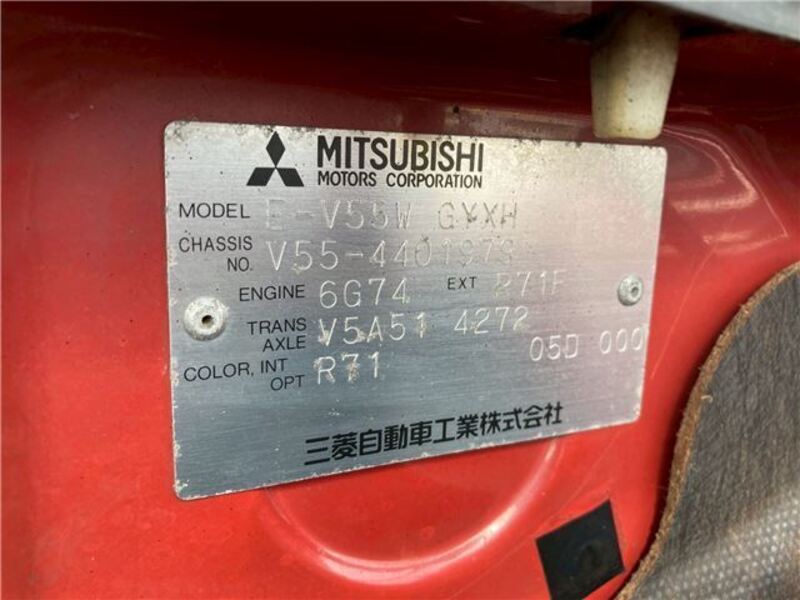 MITSUBISHI
MOTORS CORPORATION
MODEL E-V55W GYXH
CHASSIS NO. V55-4401979
ENGINE 6G74 EXT R71F
TRANS AXLE V5A51 4272
COLOR, INT OPT R71 05D 000
三菱自動車工業株式会社